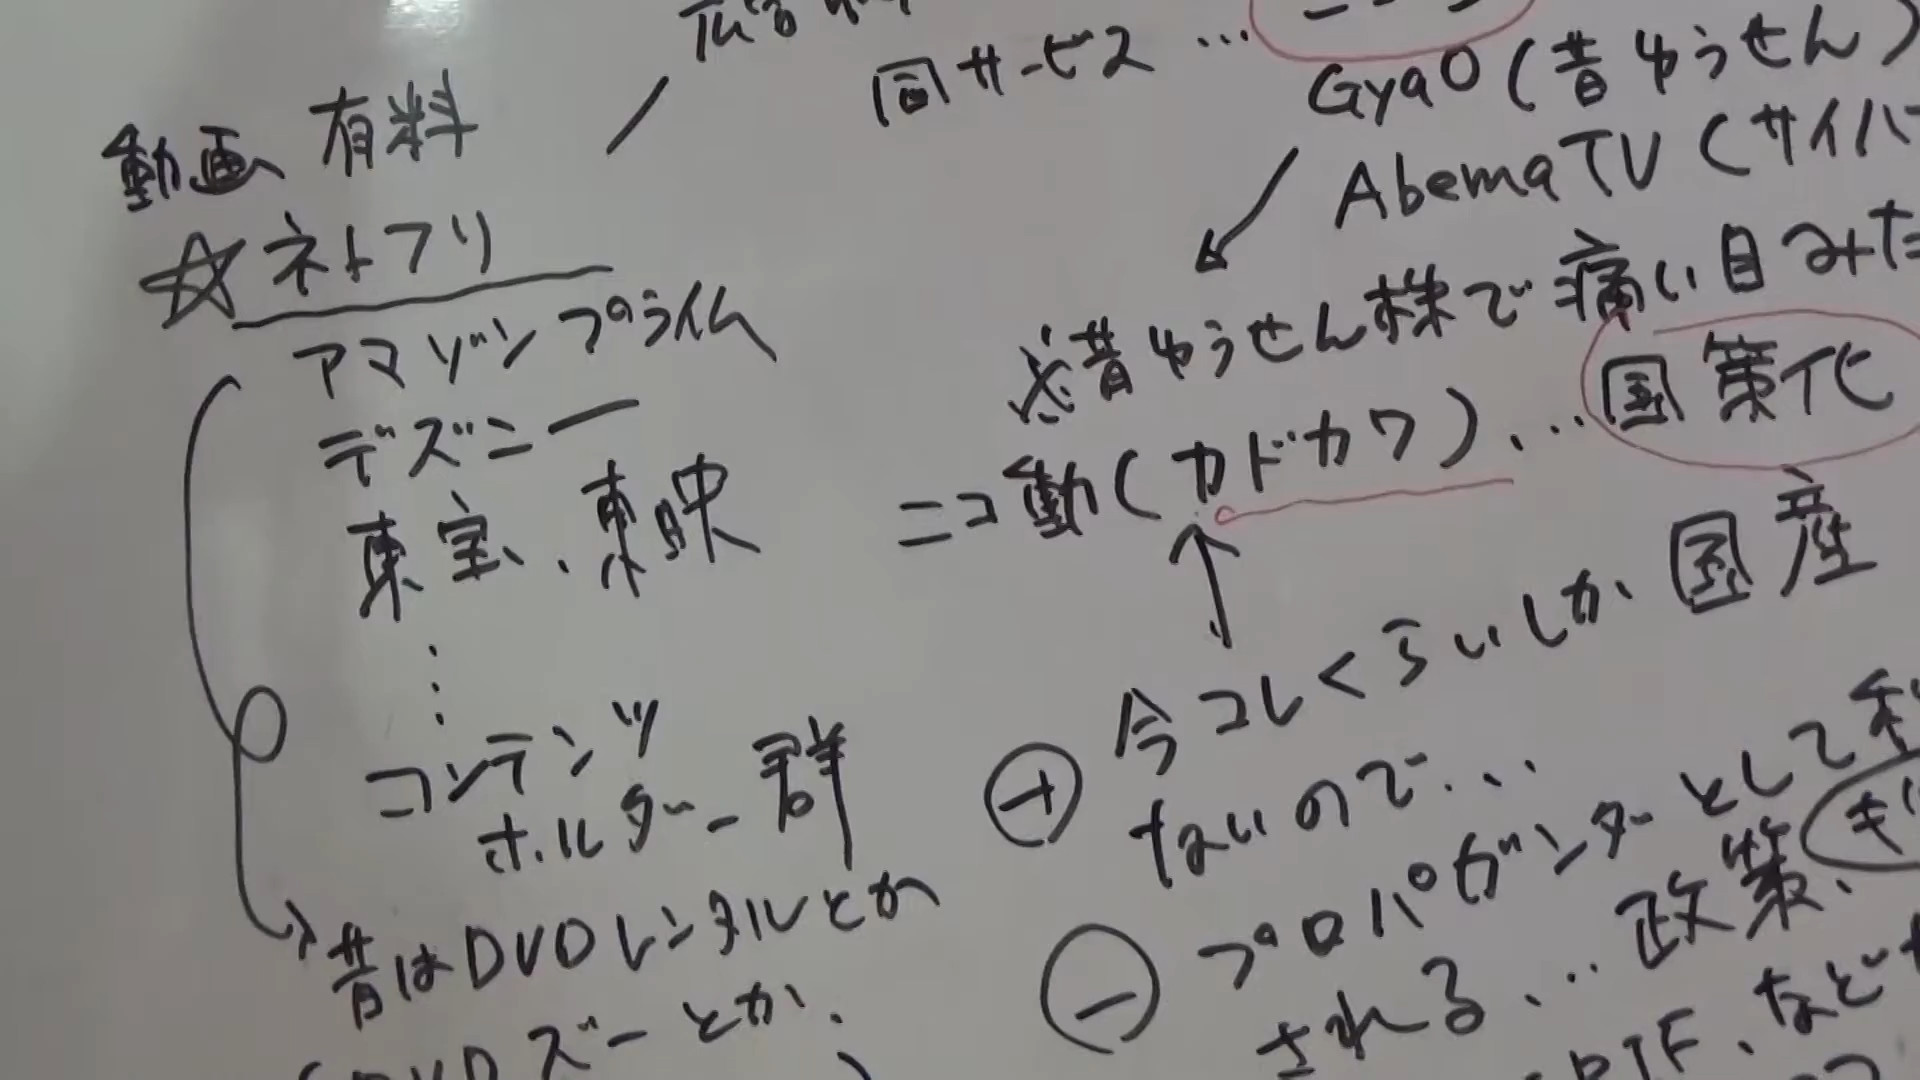 動画 有料
☆ネトフリ
アマゾンプライム
デズニー
東宝、東映
⋮
コンテンツ
ホルダー群
昔はDVDレンタルとか
DVDズーとか、
同サービス…
GyaO(昔ゆうせん)
AbemaTV(サイバ
※昔ゆうせん株で痛い目みた
ニコ動(カドカワ)…国策化
↑
⊕今コレくらいしか国産
ないので…
⊖プロパガンダーとして
される…政策、
など